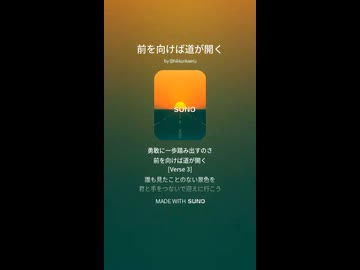 前を向けば道が開く
SUNO
勇敢に一歩踏み出すのさ
前を向けば道が開く
[Verse 3]
誰も見たことのない景色を
君と手をつないで迎えに行こう
MADE WITH SUNO